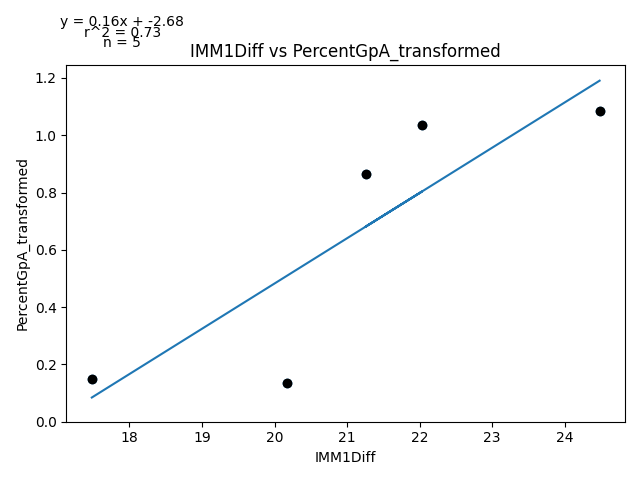 y = 0.16x + -2.68
r^2 = 0.73
n = 5
IMM1Diff vs PercentGpA_transformed
PercentGpA_transformed
1.2
1.0
0.8
0.6
0.4
0.2
0.0
18 19 20 21 22 23 24
IMM1Diff